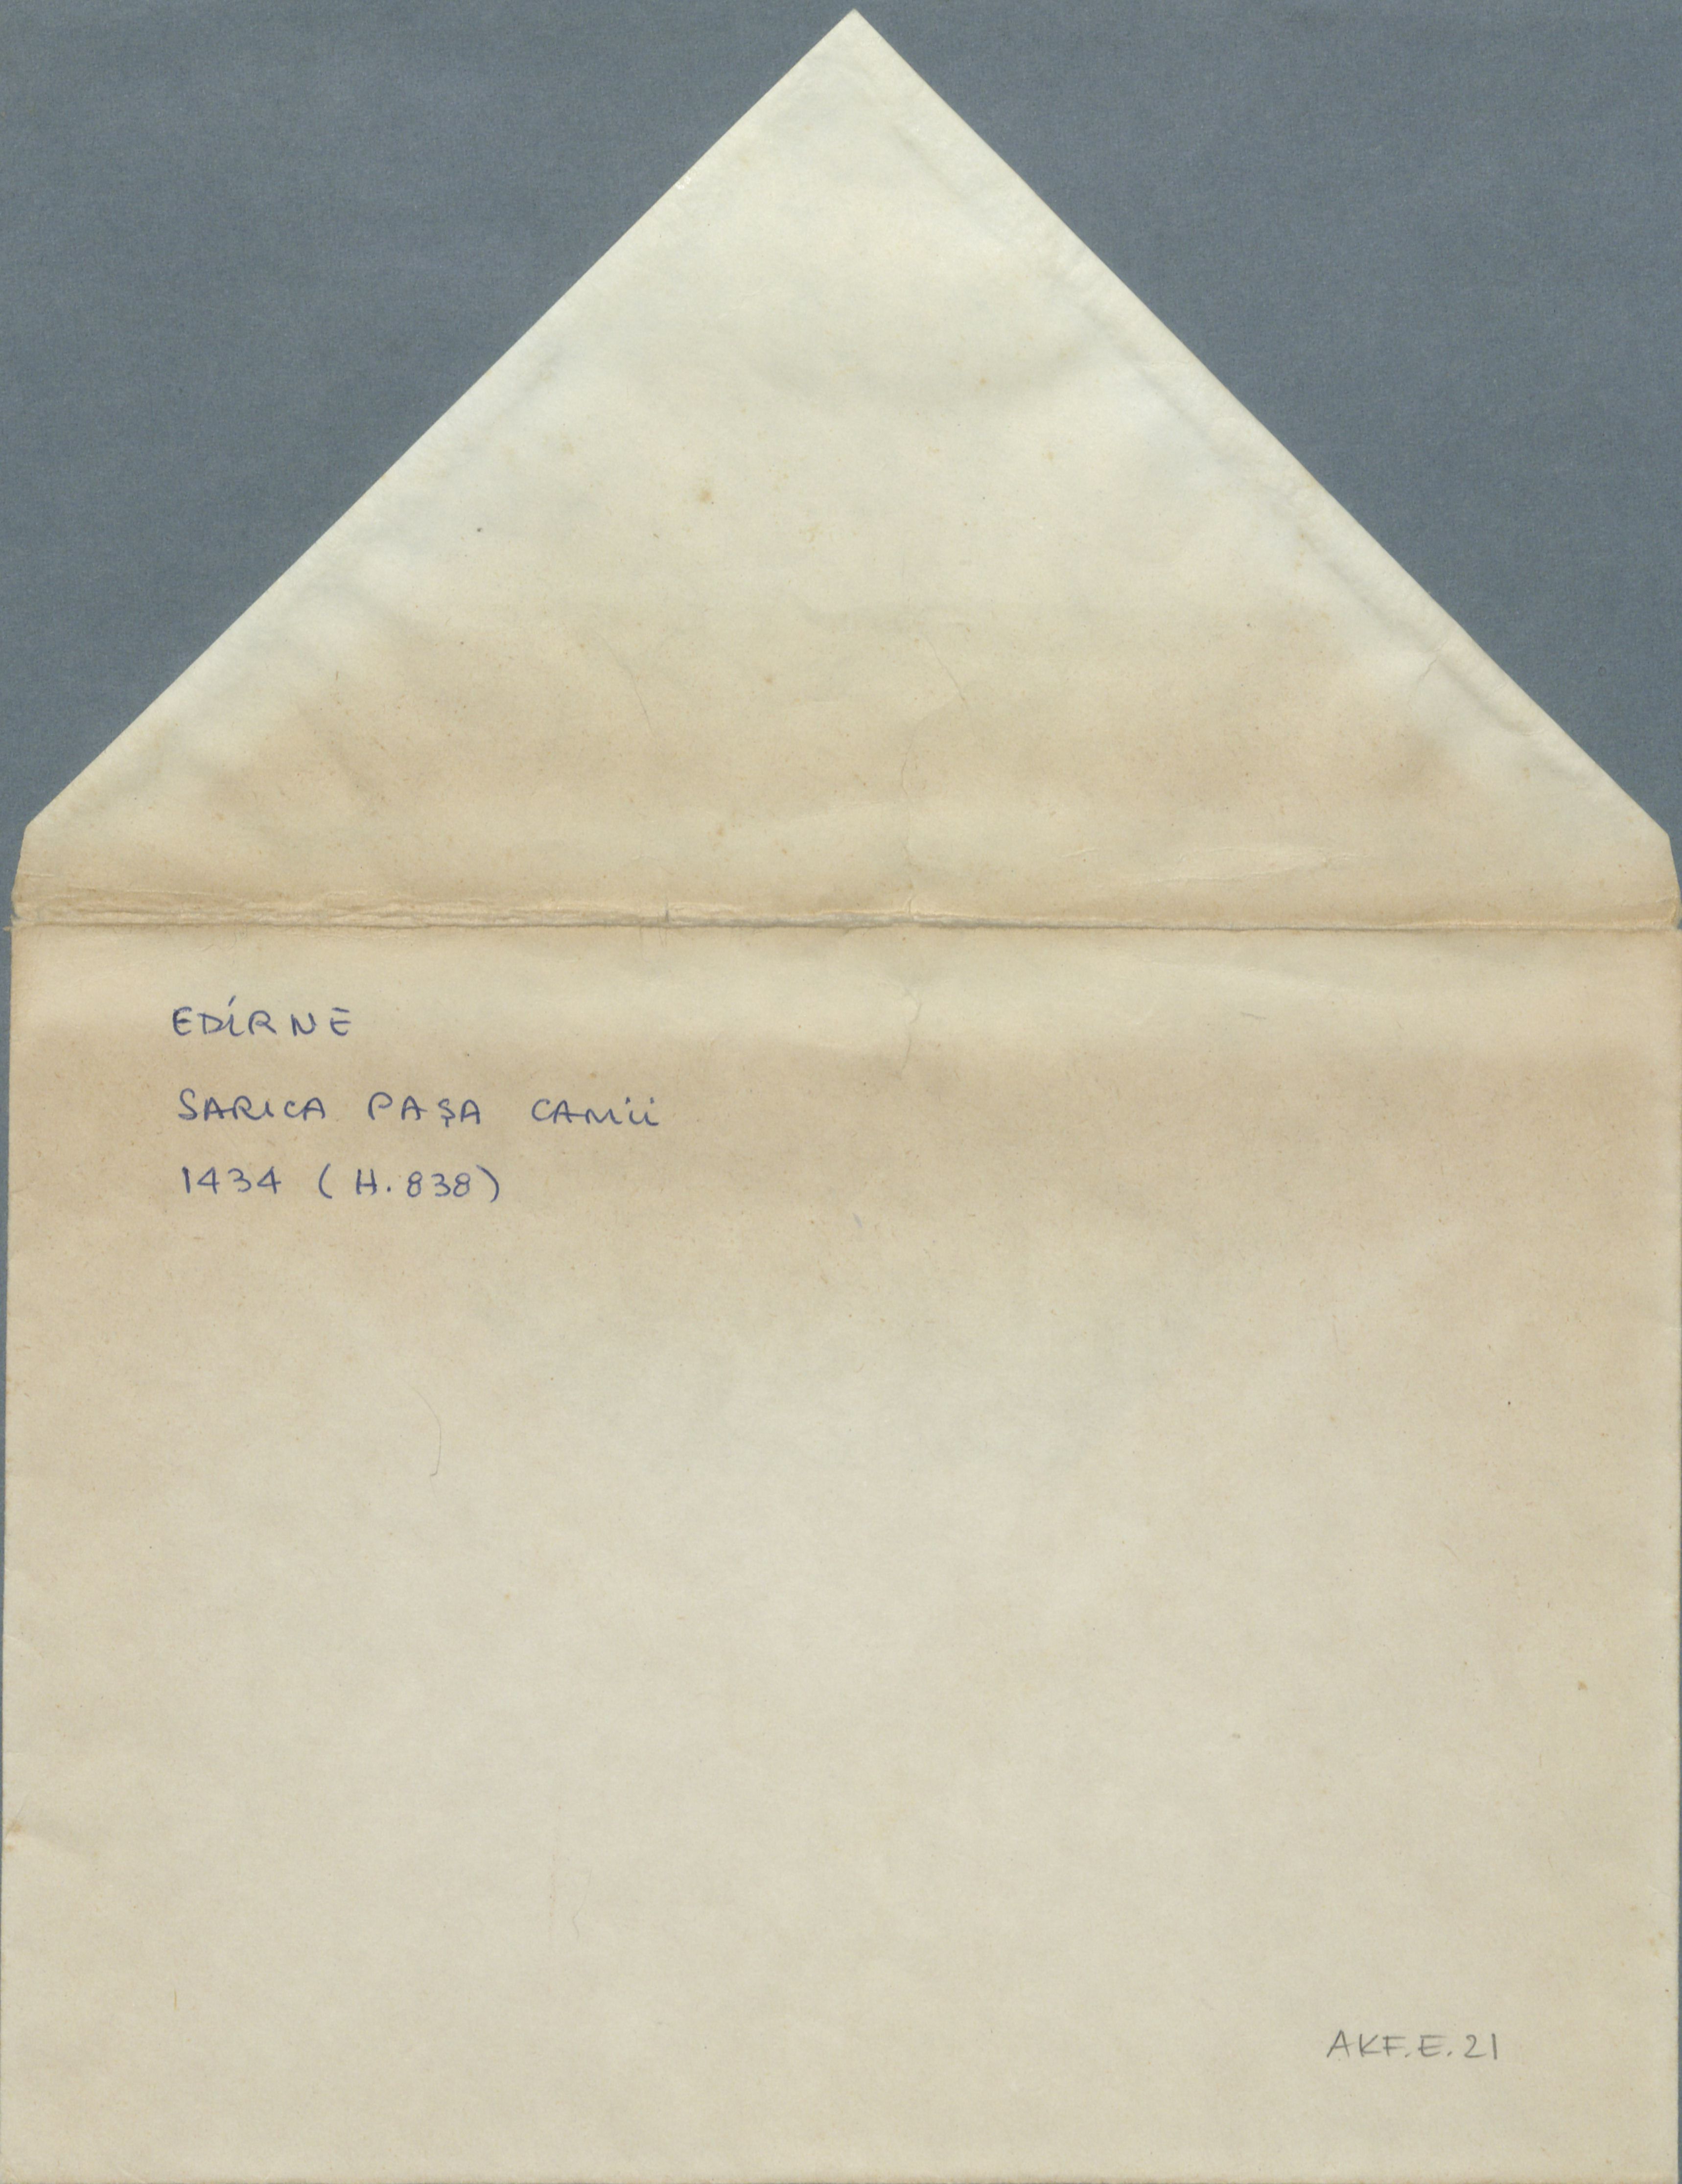 EDİRNE
SARICA PAŞA CAMİİ
1434 (H.838)
AKF.E.21